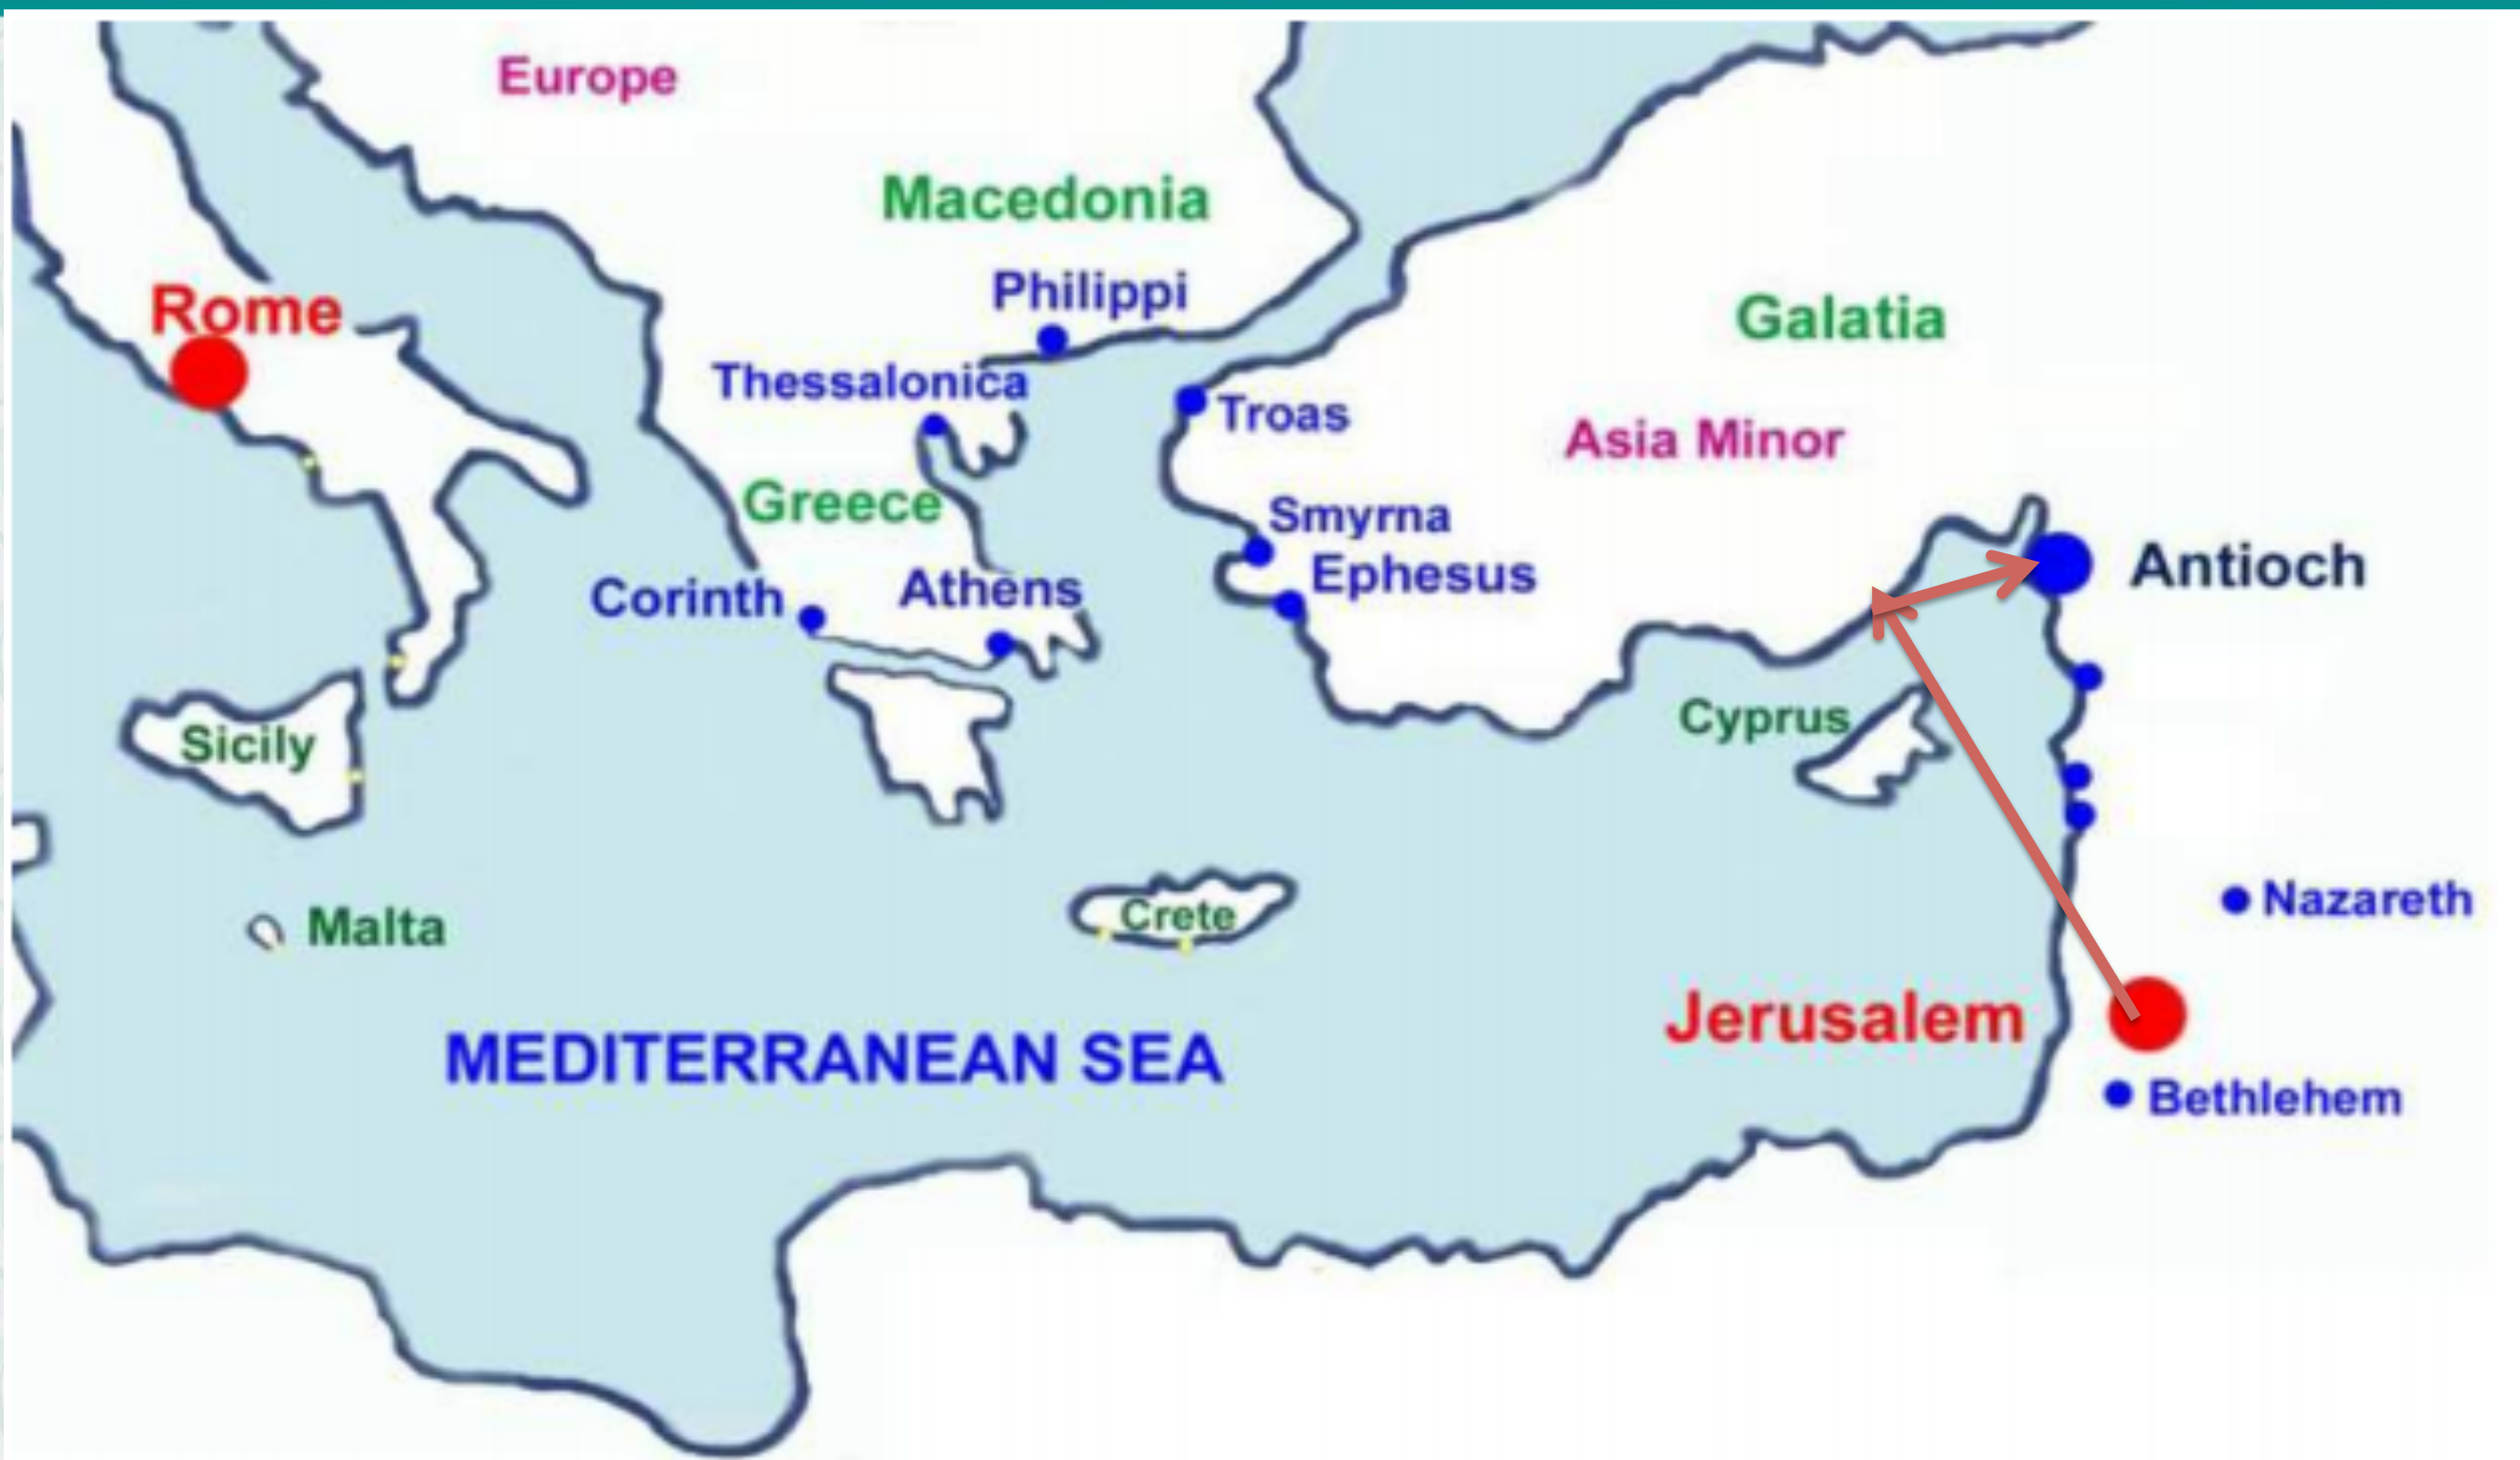 Europe
Macedonia
Philippi
Rome
Galatia
Thessalonica
Troas
Asia Minor
Greece
Smyrna
Antioch
Ephesus
Corinth
Athens
Cyprus
Sicily
Nazareth
Crete
Malta
Jerusalem
MEDITERRANEAN SEA
Bethlehem